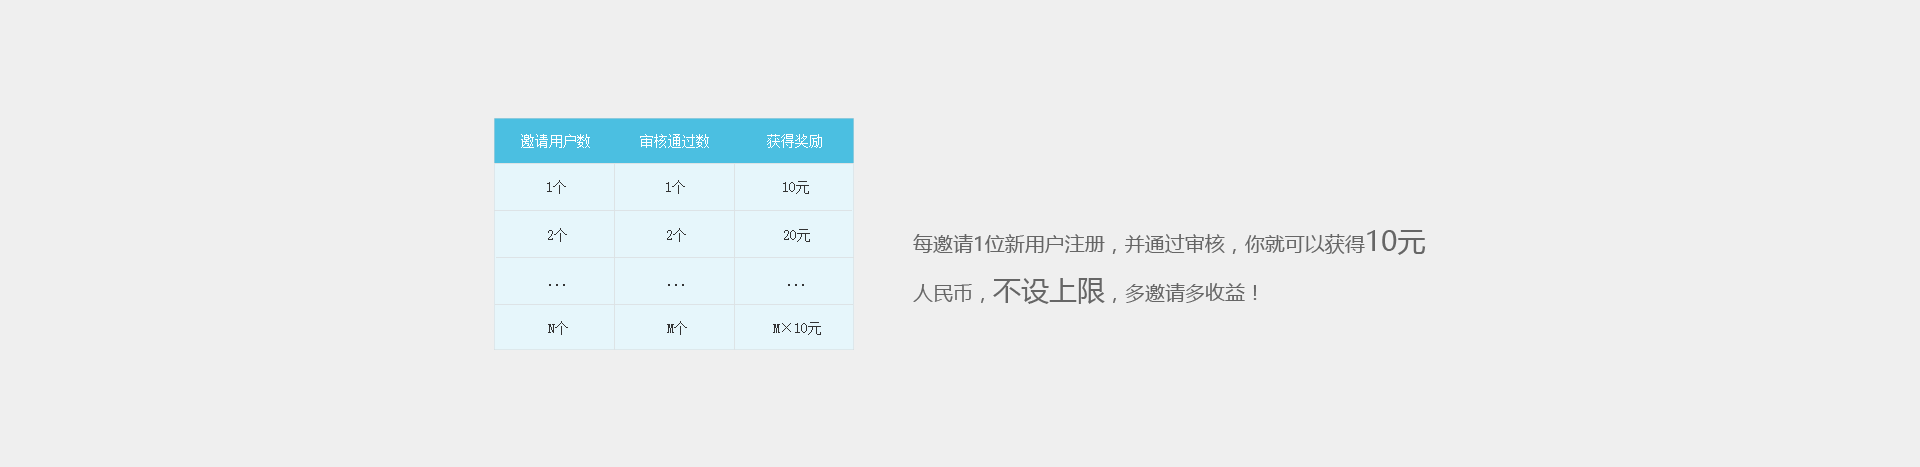 邀请用户数 审核通过数 获得奖励
1个 1个 10元
2个 2个 20元
... ... ...
N个 M个 M×10元
每邀请1位新用户注册，并通过审核，你就可以获得10元
人民币，不设上限，多邀请多收益！